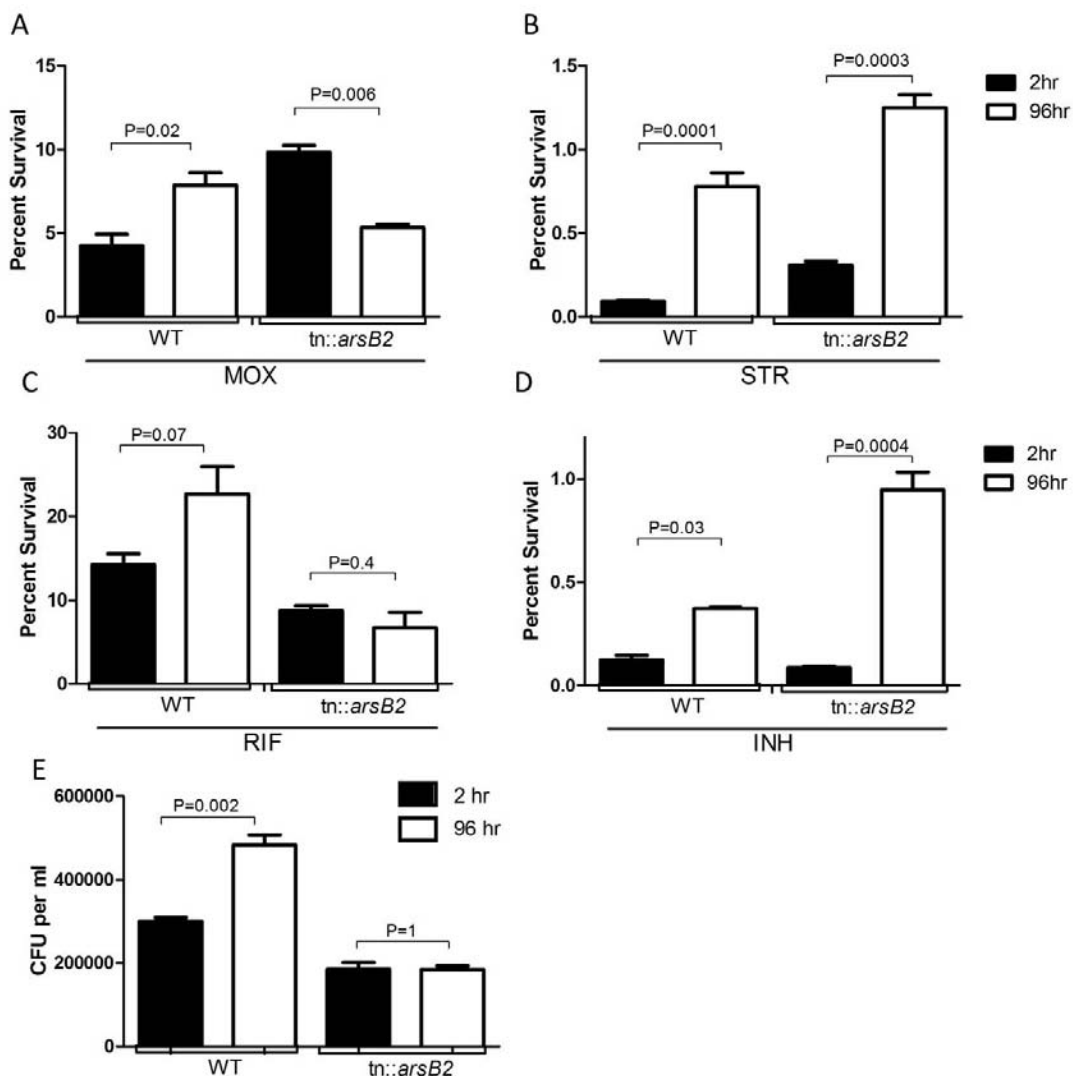 A
15
10
5
0
Percent Survival
P=0.02
P=0.006
WT
tn::arsB2
MOX
B
1.5
1.0
0.5
0.0
Percent Survival
P=0.0001
P=0.0003
WT
tn::arsB2
STR
2hr
96hr
C
30
20
10
0
Percent Survival
P=0.07
P=0.4
WT
tn::arsB2
RIF
D
1.0
0.5
0.0
Percent Survival
P=0.03
P=0.0004
WT
tn::arsB2
INH
2hr
96hr
E
600000
400000
200000
0
CFU per ml
P=0.002
P=1
WT
tn::arsB2
2 hr
96 hr